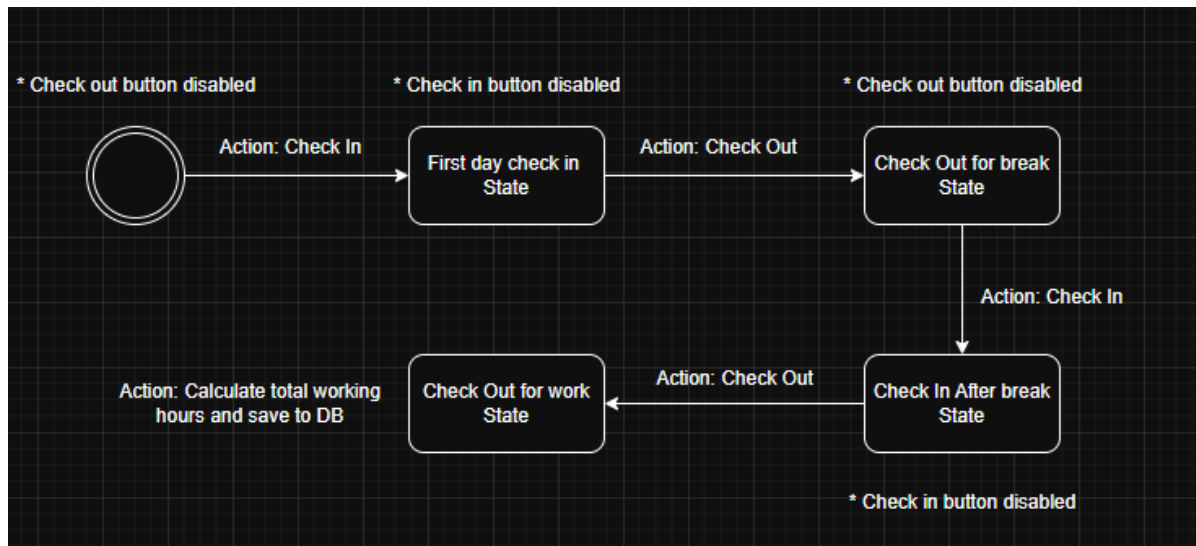 * Check out button disabled
* Check in button disabled
* Check out button disabled
Action: Check In
First day check in
State
Action: Check Out
Check Out for break
State
Action: Check In
Action: Calculate total working
hours and save to DB
Check Out for work
State
Action: Check Out
Check In After break
State
* Check in button disabled